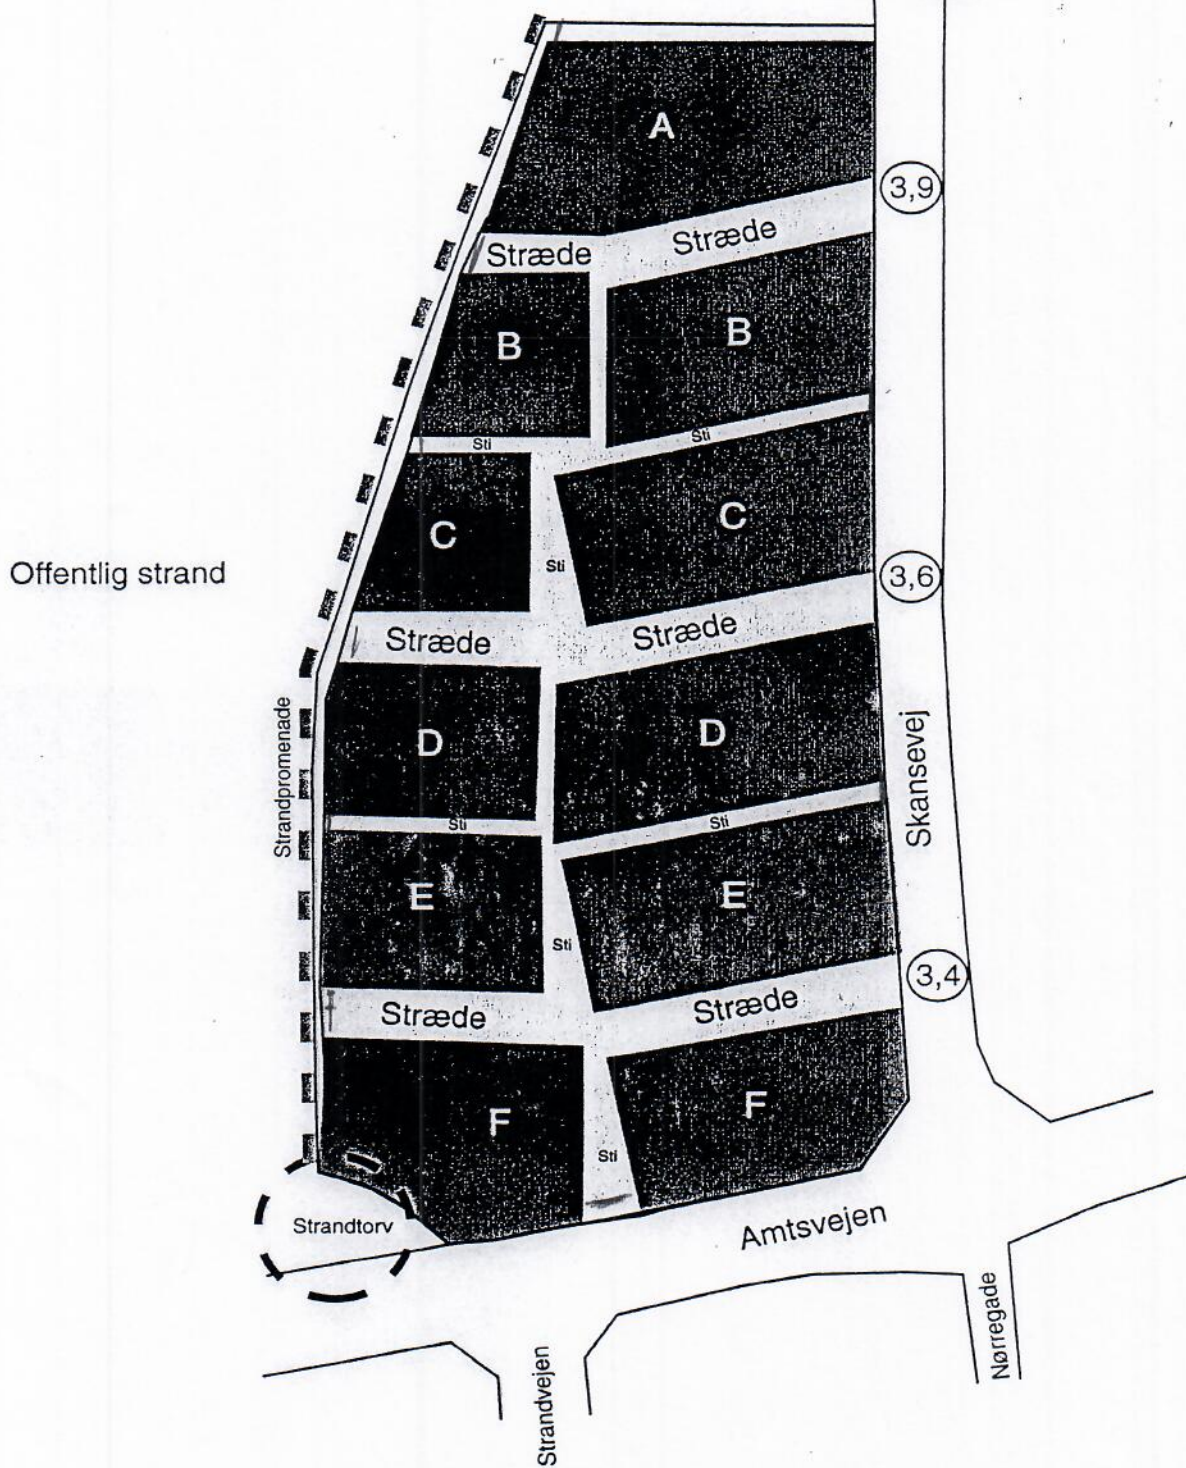 A
3,9
Stræde
Stræde
B
B
Sti
Sti
C
C
Sti
Offentlig strand
3,6
Stræde
Stræde
Strandpromenade
D
D
Skansevej
Sti
Sti
E
E
Sti
3,4
Stræde
Stræde
F
F
Sti
Strandtorv
Amtsvejen
Nørregade
Strandvejen